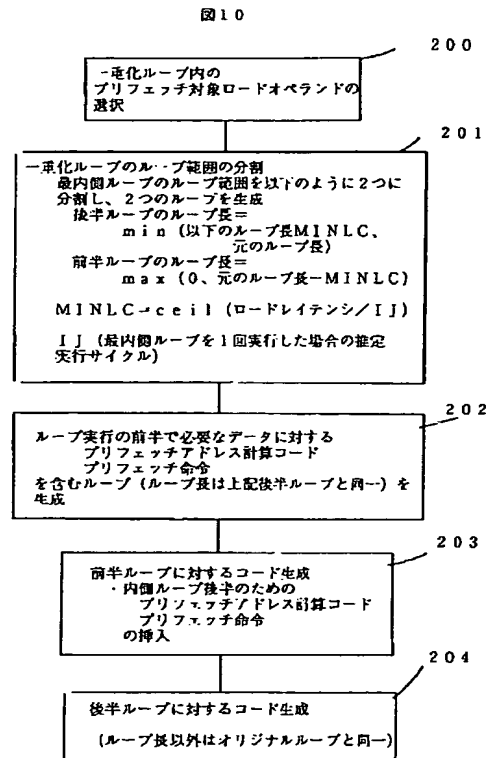 図10
200
一重化ループ内の
プリフェッチ対象ロードオペランドの
選択
201
一重化ループのループ範囲の分割
最内側ループのループ範囲を以下のように2つに
分割し、2つのループを生成
後半ループのループ長=
min(以下のループ長MINLC、
元のループ長)
前半ループのループ長=
max(0、元のループ長-MINLC)
MINLC=ceil(ロードレイテンシ/IJ)
IJ(最内側ループを1回実行した場合の推定
実行サイクル)
202
ループ実行の前半で必要なデータに対する
プリフェッチアドレス計算コード
プリフェッチ命令
を含むループ(ループ長は上記後半ループと同一)を
生成
203
前半ループに対するコード生成
・内側ループ後半のための
プリフェッチアドレス計算コード
プリフェッチ命令
の挿入
204
後半ループに対するコード生成
(ループ長以外はオリジナルループと同一)